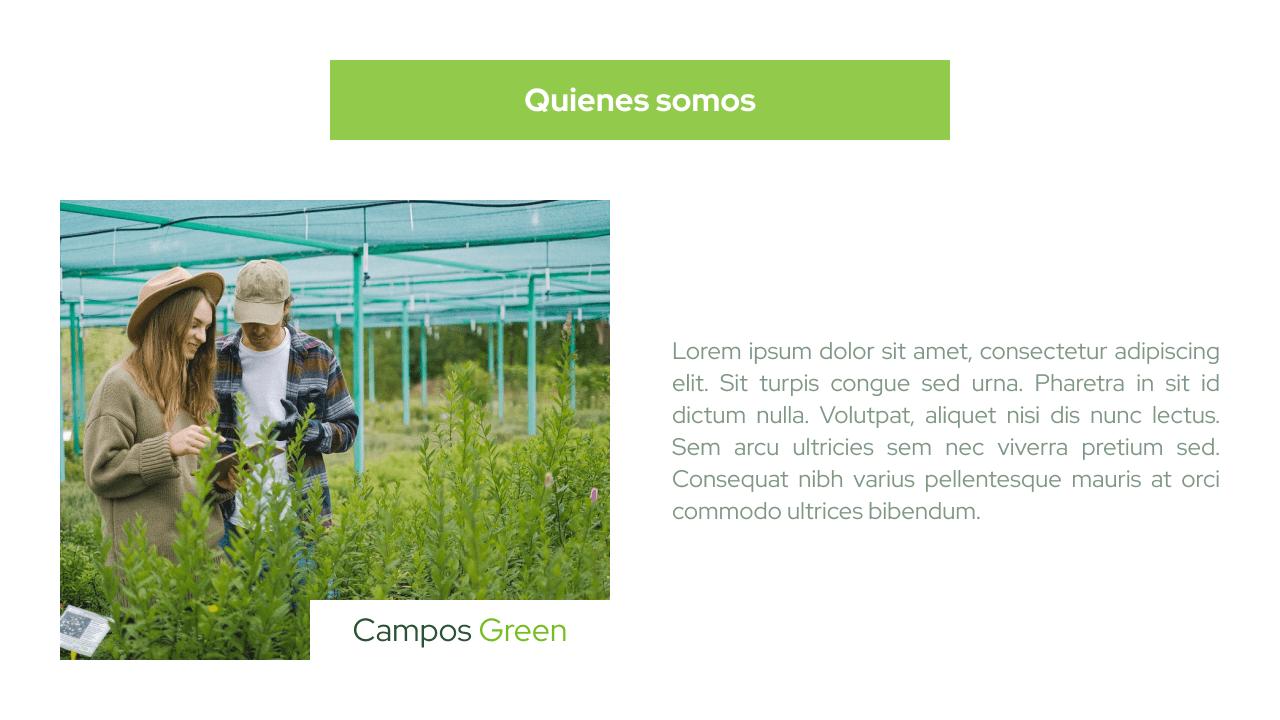 Quienes somos
Lorem ipsum dolor sit amet, consectetur adipiscing
elit. Sit turpis congue sed urna. Pharetra in sit id
dictum nulla. Volutpat, aliquet nisi dis nunc lectus.
Sem arcu ultricies sem nec viverra pretium sed.
Consequat nibh varius pellentesque mauris at orci
commodo ultrices bibendum.
Campos Green